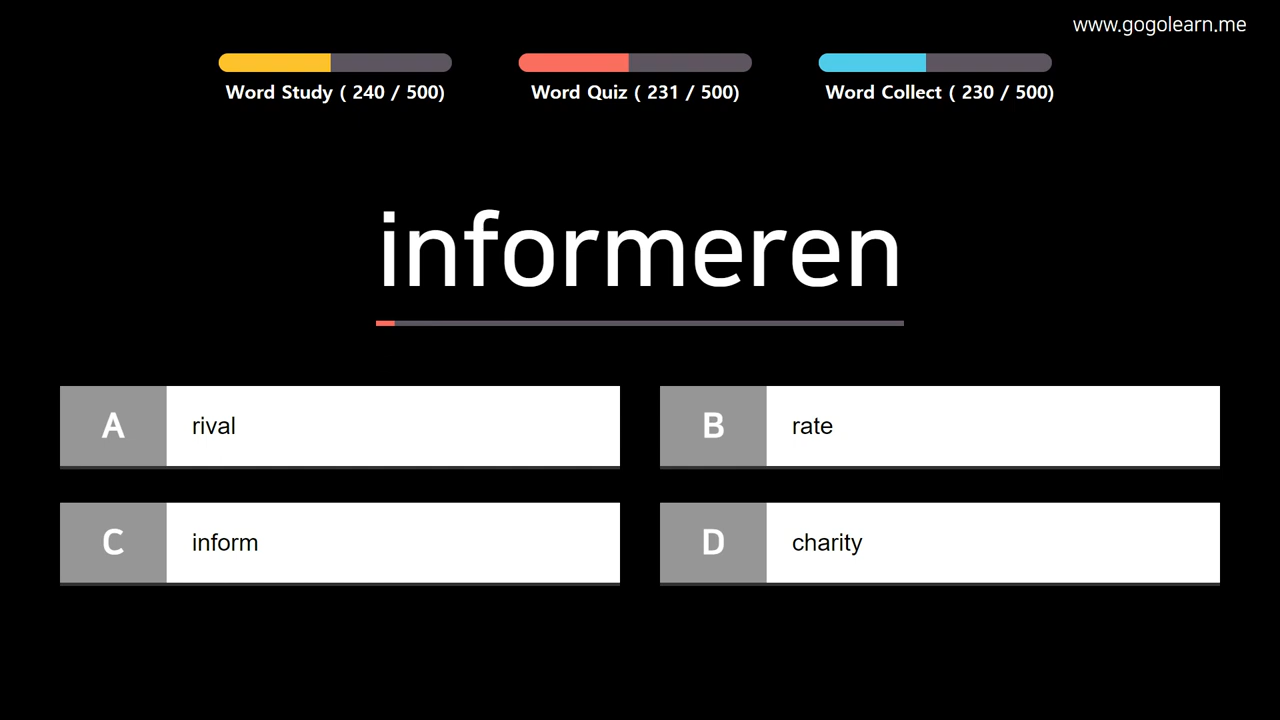 www.gogolearn.me
Word Study ( 240 / 500)
Word Quiz ( 231 / 500)
Word Collect ( 230 / 500)
informeren
A
rival
B
rate
C
inform
D
charity